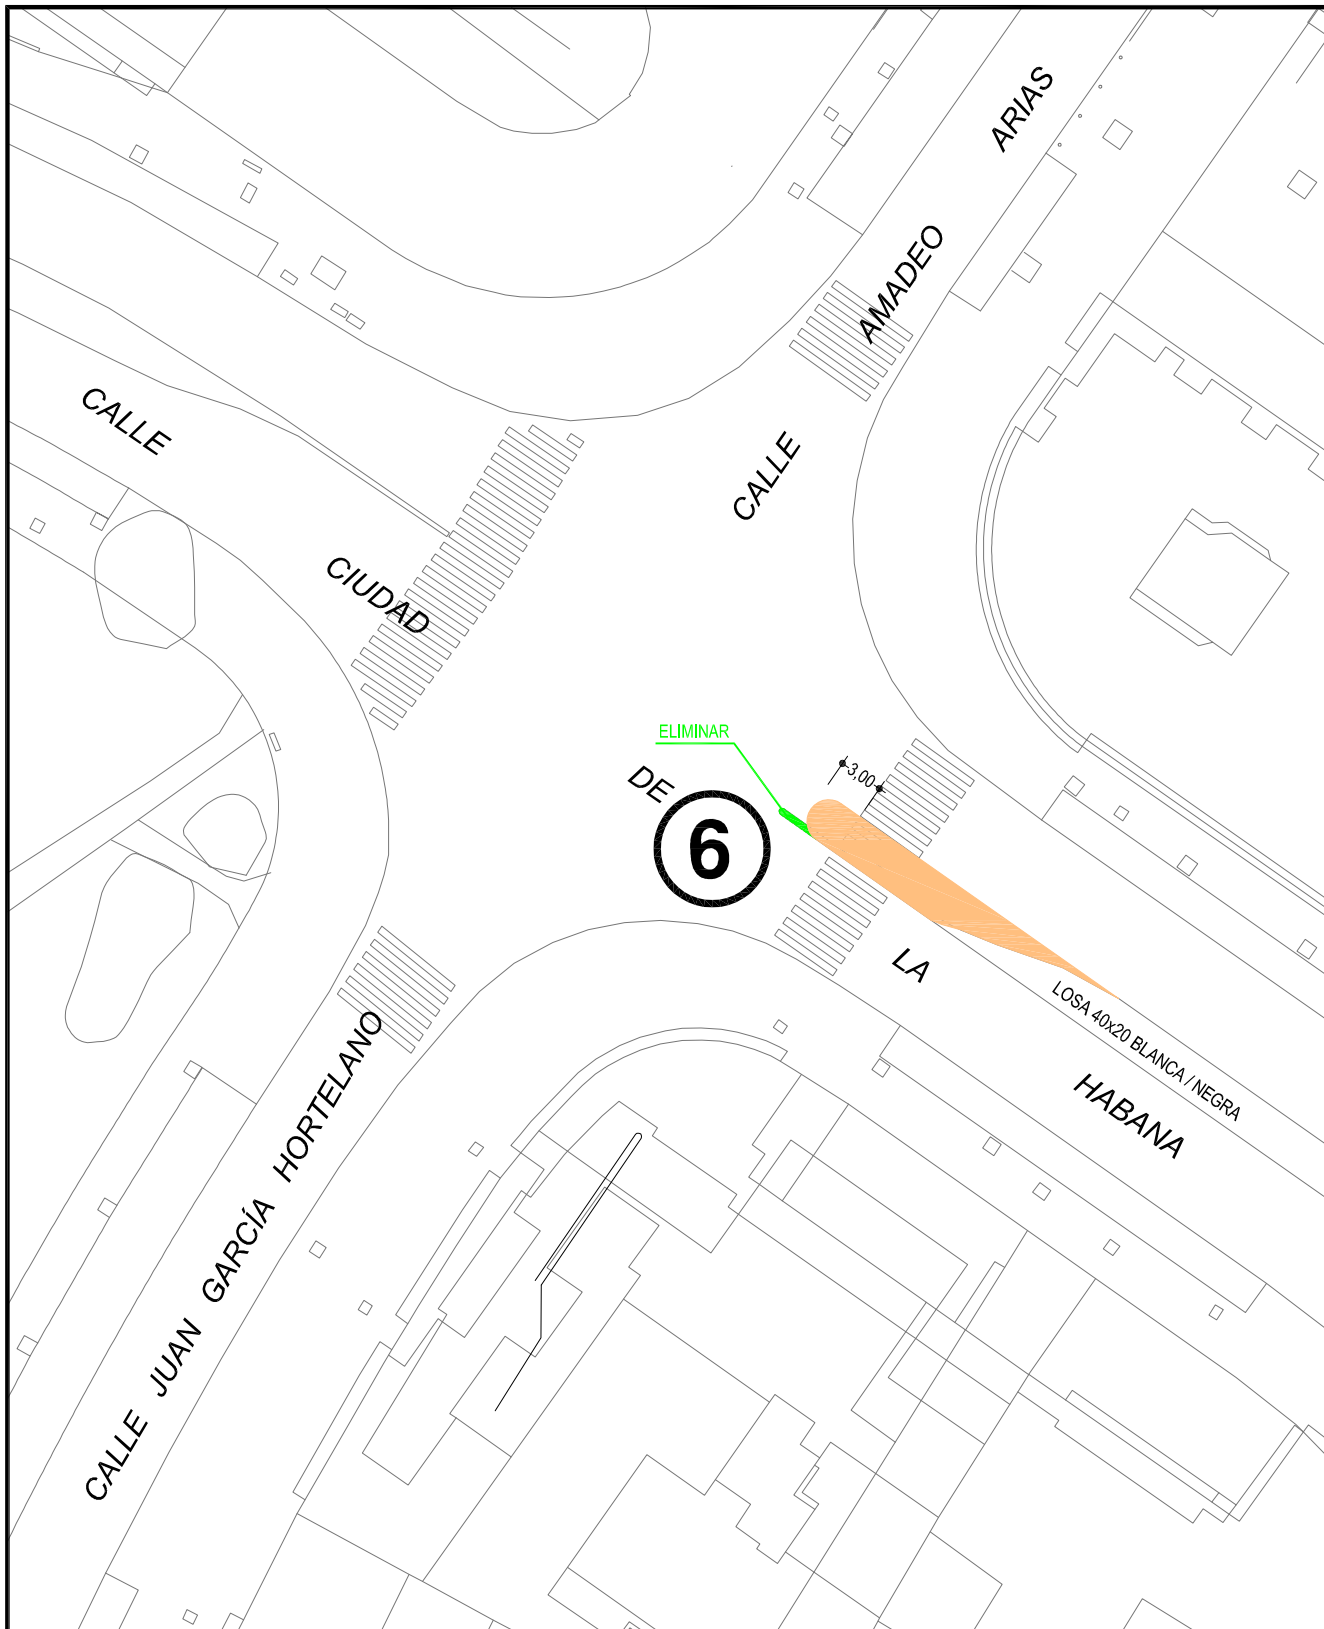 CALLE AMADEO ARIAS
CALLE CIUDAD DE LA HABANA
ELIMINAR
3,00
6
LOSA 40x20 BLANCA / NEGRA
CALLE JUAN GARCÍA HORTELANO